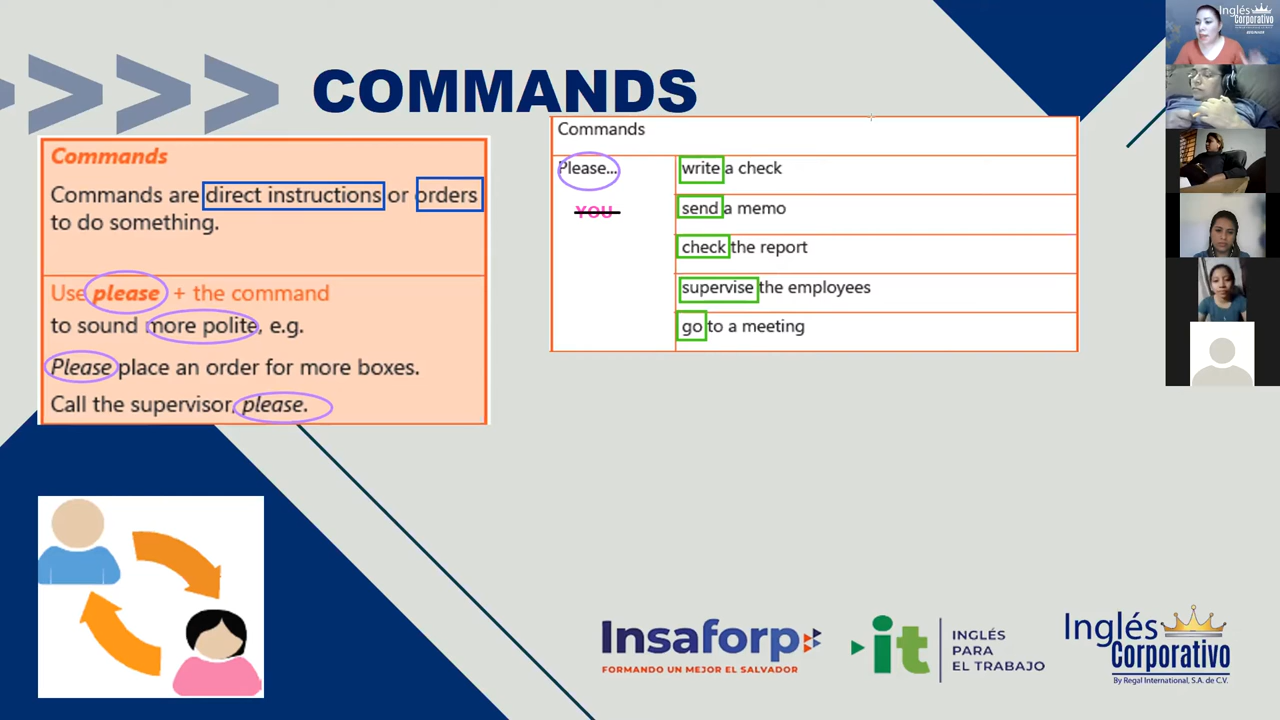 COMMANDS
Commands
Commands are direct instructions or orders
to do something.
Use please + the command
to sound more polite, e.g.
Please place an order for more boxes.
Call the supervisor, please.
Commands
Please...
YOU
write a check
send a memo
check the report
supervise the employees
go to a meeting
Insaforp
FORMANDO UN MEJOR EL SALVADOR
it
INGLÉS
PARA
EL TRABAJO
Inglés
Corporativo
By Regal International, S.A. de C.V.
Inglés
Corporativo